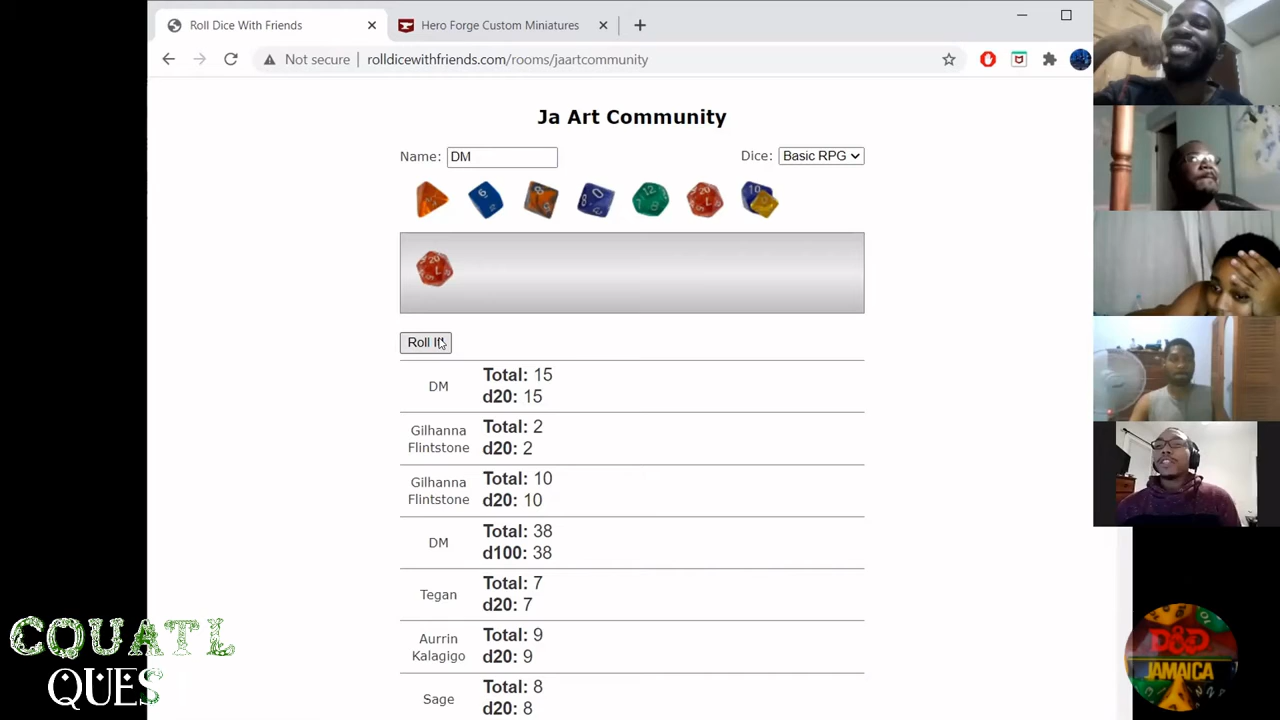 Roll Dice With Friends
Hero Forge Custom Miniatures
Not secure
rolldicewithfriends.com/rooms/jaartcommunity
Ja Art Community
Name: DM
Dice: Basic RPG
Roll It!
DM
Total: 15
d20: 15
Gilhanna Flintstone
Total: 2
d20: 2
Gilhanna Flintstone
Total: 10
d20: 10
DM
Total: 38
d100: 38
Tegan
Total: 7
d20: 7
Aurrin Kalagigo
Total: 9
d20: 9
Sage
Total: 8
d20: 8
CQUATL
QUES
D&D
JAMAICA